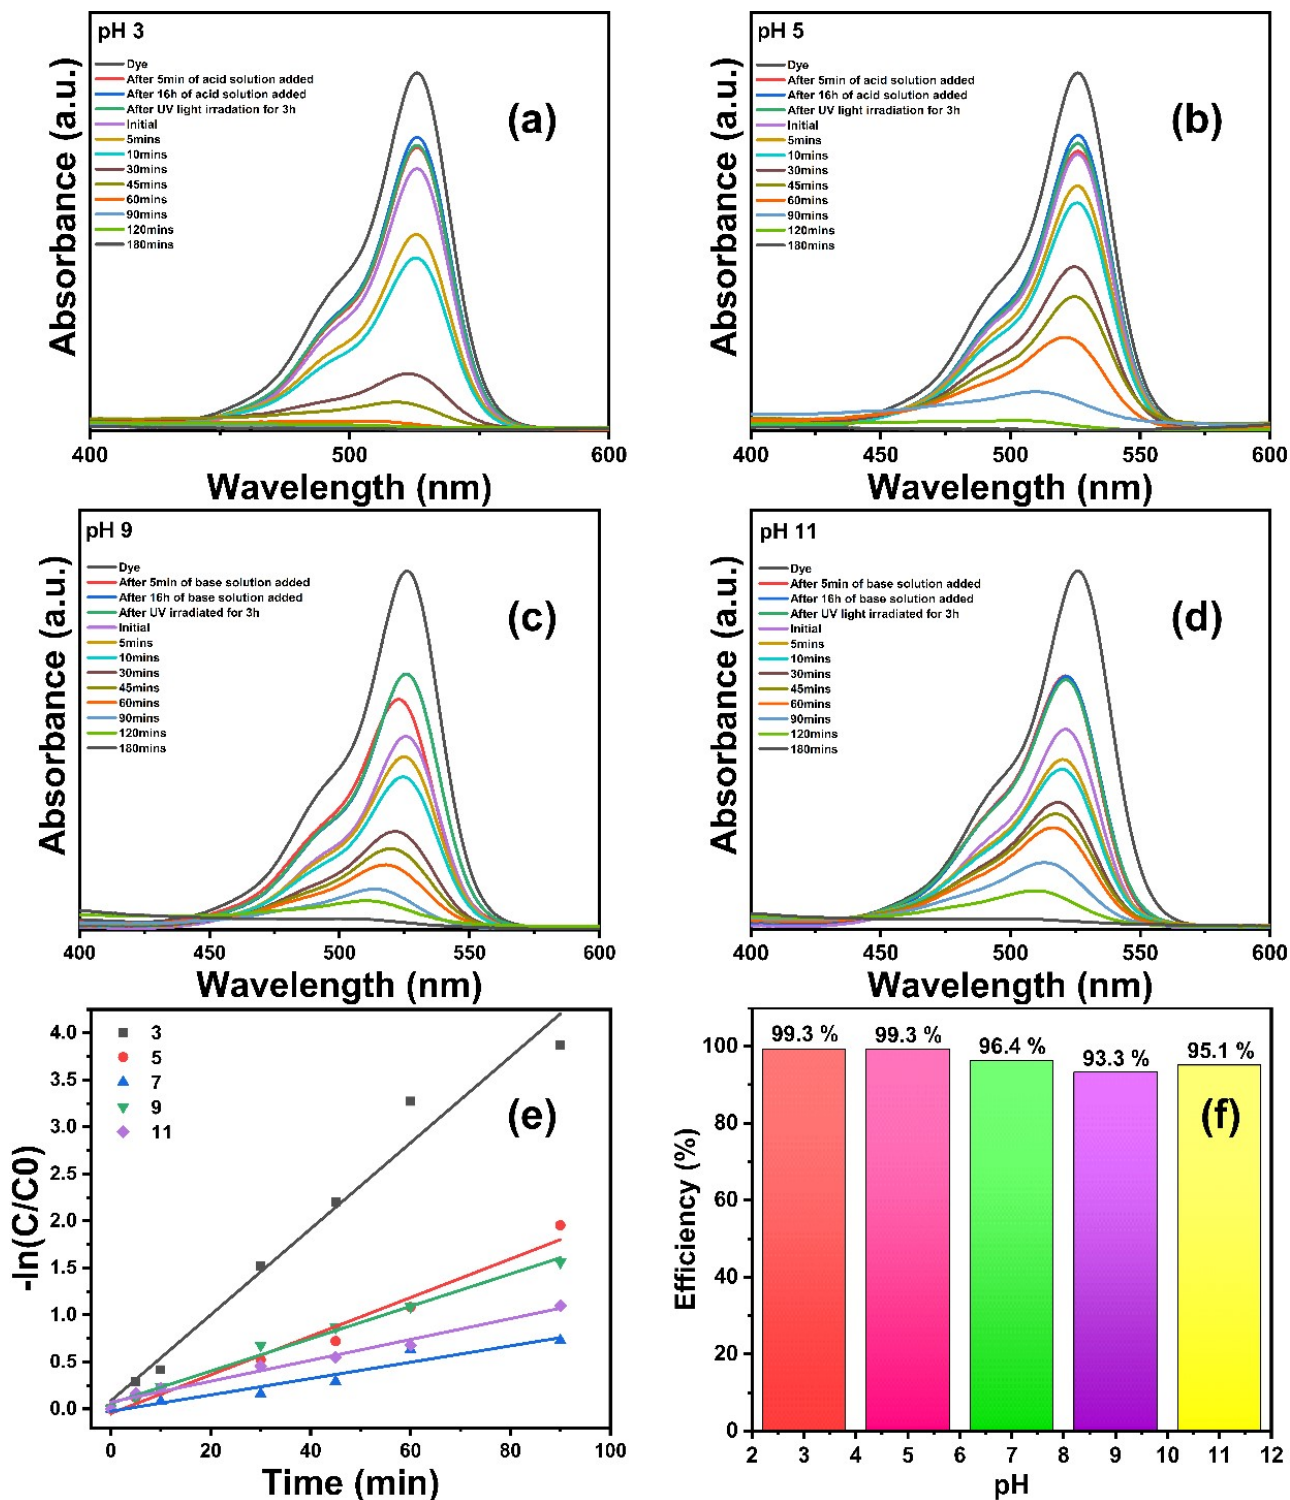 pH 3
Dye
After 5min of acid solution added
After 16h of acid solution added
After UV light irradation for 3h
Initial
5mins
10mins
30mins
45mins
60mins
90mins
120mins
180mins
(a)
Absorbance (a.u.)
400 500 600
Wavelength (nm)
pH 5
Dye
After 5min of acid solution added
After 16h of acid solution added
After UV light irradiation for 3h
Initial
5mins
10mins
30mins
45mins
60mins
90mins
120mins
180mins
(b)
Absorbance (a.u.)
400 450 500 550 600
Wavelength (nm)
pH 9
Dye
After 5min of base solution added
After 16h of base solution added
After UV irradiated for 3h
Initial
5mins
10mins
30mins
45mins
60mins
90mins
120mins
180mins
(c)
Absorbance (a.u.)
400 450 500 550 600
Wavelength (nm)
pH 11
Dye
After 5min of base solution added
After 16h of base solution added
After UV light irradiated for 3h
Initial
5mins
10mins
30mins
45mins
60mins
90mins
120mins
180mins
(d)
Absorbance (a.u.)
400 450 500 550 600
Wavelength (nm)
3
5
7
9
11
(e)
-ln(C/C0)
4.0
3.5
3.0
2.5
2.0
1.5
1.0
0.5
0.0
0 20 40 60 80 100
Time (min)
99.3 % 99.3 % 96.4 % 93.3 % 95.1 %
(f)
Efficiency (%)
100
80
60
40
20
0
2 3 4 5 6 7 8 9 10 11 12
pH